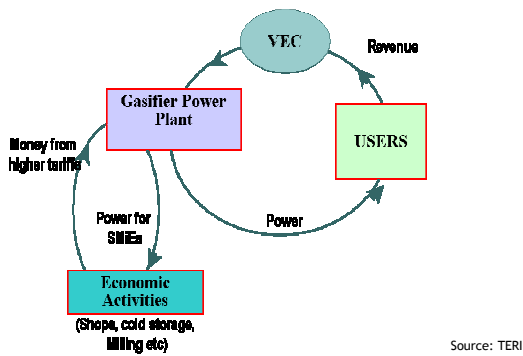 VEC
Revenue
Gasifier Power
Plant
USERS
Money from
higher tariffs
Power for
SMEs
Power
Economic
Activities
(Shops, cold storage,
Milling etc)
Source: TERI